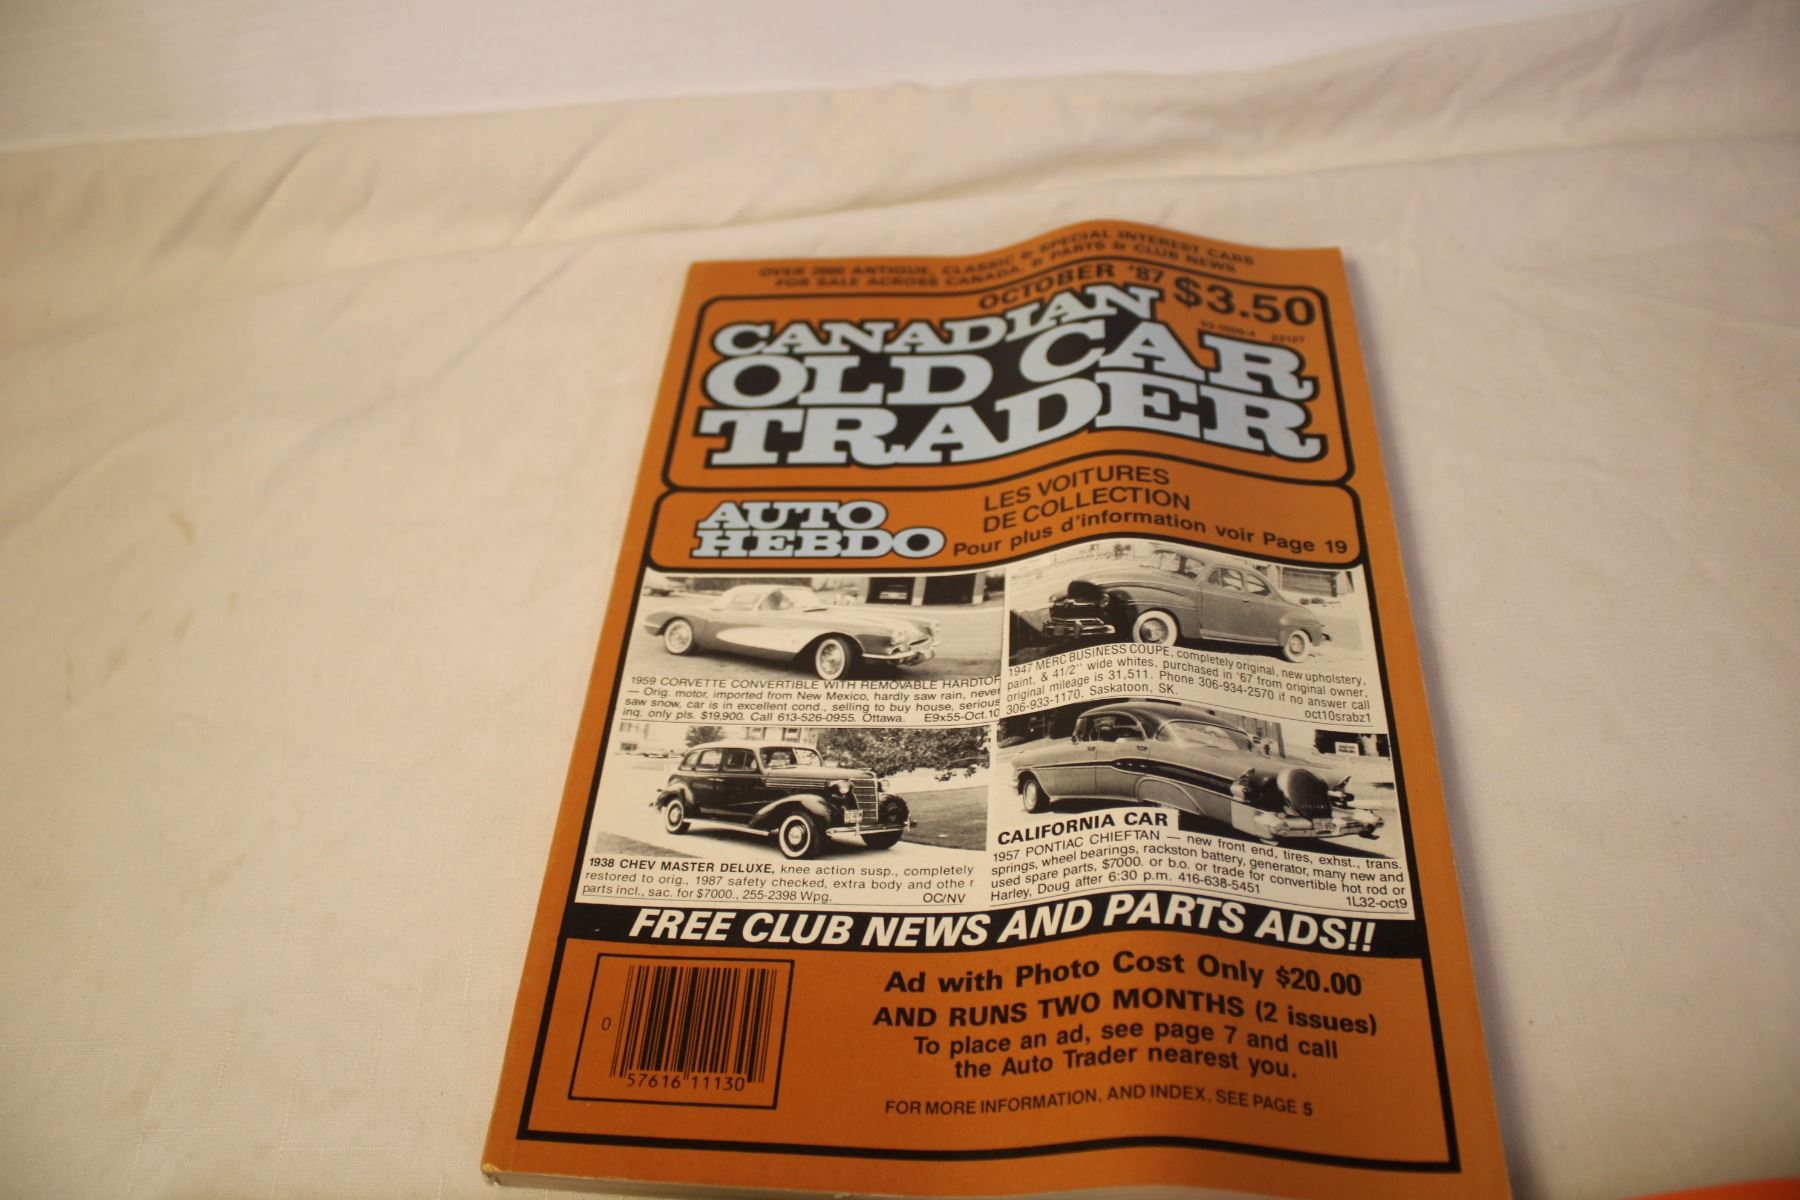 OVER 2000 ANTIQUE, CLASSIC & SPECIAL INTEREST CARS
FOR SALE ACROSS CANADA, & PARTS & CLUB NEWS
OCTOBER '87 $3.50
CANADIAN
OLD CAR
TRADER
AUTO
HEBDO
LES VOITURES
DE COLLECTION
Pour plus d'information voir Page 19
1959 CORVETTE CONVERTIBLE WITH REMOVABLE HARDTOP
— Orig. motor, imported from New Mexico, hardly saw rain, never
saw snow, car is in excellent cond., selling to buy house, serious
inq. only pls. $19,900. Call 613-526-0955. Ottawa. E9x55-Oct.10
1947 MERC BUSINESS COUPE, completely original, new upholstery,
paint. & 41/2" wide whites, purchased in '67 from original owner,
original mileage is 31,511. Phone 306-934-2570 if no answer call
306-933-1170. Saskatoon, SK.
oct10srabz1
1938 CHEV MASTER DELUXE, knee action susp., completely
restored to orig., 1987 safety checked, extra body and other
parts incl., sac. for $7000., 255-2398 Wpg. OC/NV
CALIFORNIA CAR
1957 PONTIAC CHIEFTAN — new front end, tires, exhst., trans.
springs, wheel bearings, rackston battery, generator, many new and
used spare parts, $7000. or b.o. or trade for convertible hot rod or
Harley, Doug after 6:30 p.m. 416-638-5451
1L32-oct9
FREE CLUB NEWS AND PARTS ADS!!
Ad with Photo Cost Only $20.00
AND RUNS TWO MONTHS (2 issues)
To place an ad, see page 7 and call
the Auto Trader nearest you.
FOR MORE INFORMATION, AND INDEX, SEE PAGE 5
0 57616 11130